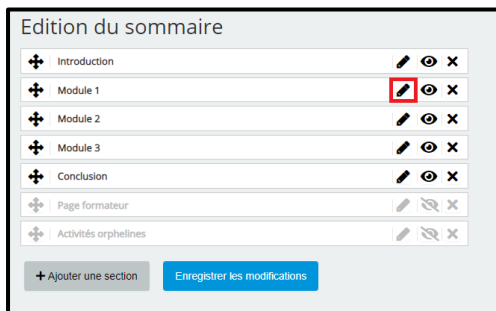 Edition du sommaire
Introduction
Module 1
Module 2
Module 3
Conclusion
Page formateur
Activités orphelines
+ Ajouter une section Enregistrer les modifications